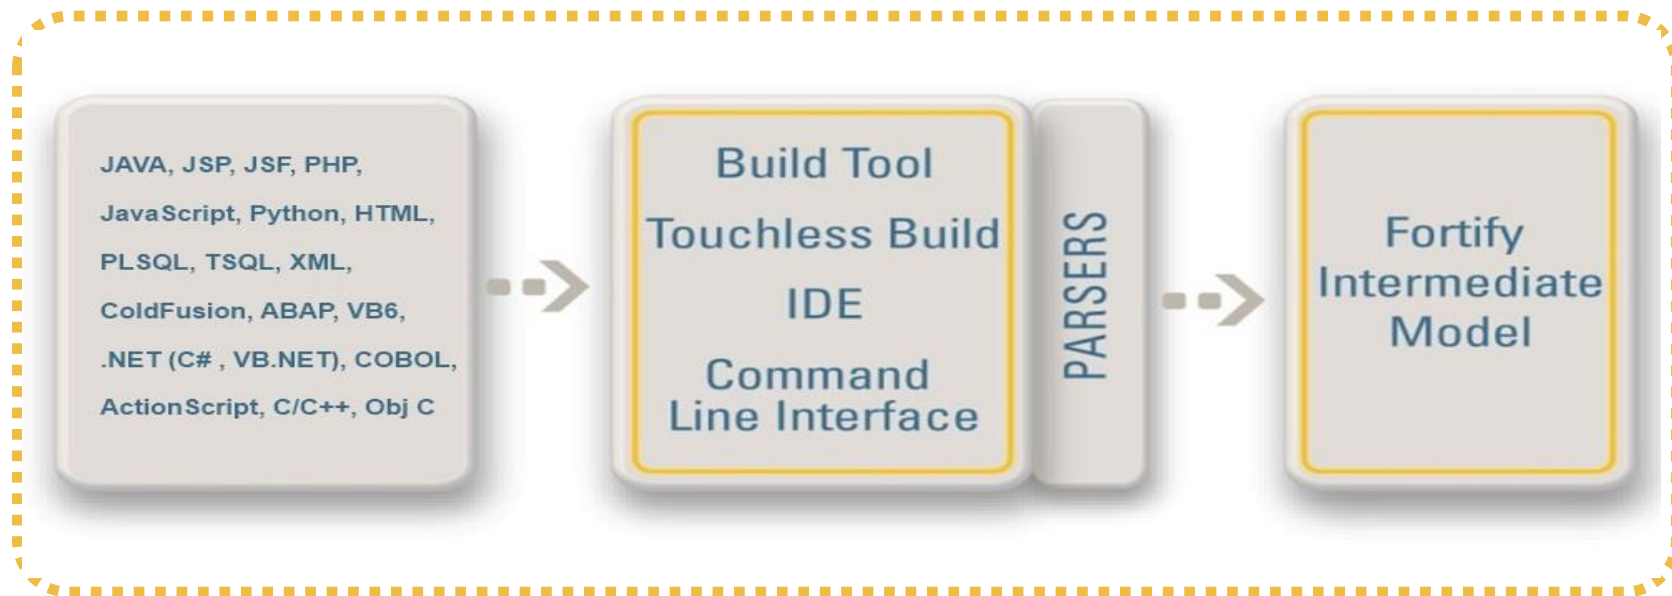 JAVA, JSP, JSF, PHP,
JavaScript, Python, HTML,
PLSQL, TSQL, XML,
ColdFusion, ABAP, VB6,
.NET (C# , VB.NET), COBOL,
ActionScript, C/C++, Obj C
Build Tool
Touchless Build
IDE
Command
Line Interface
PARSERS
Fortify
Intermediate
Model